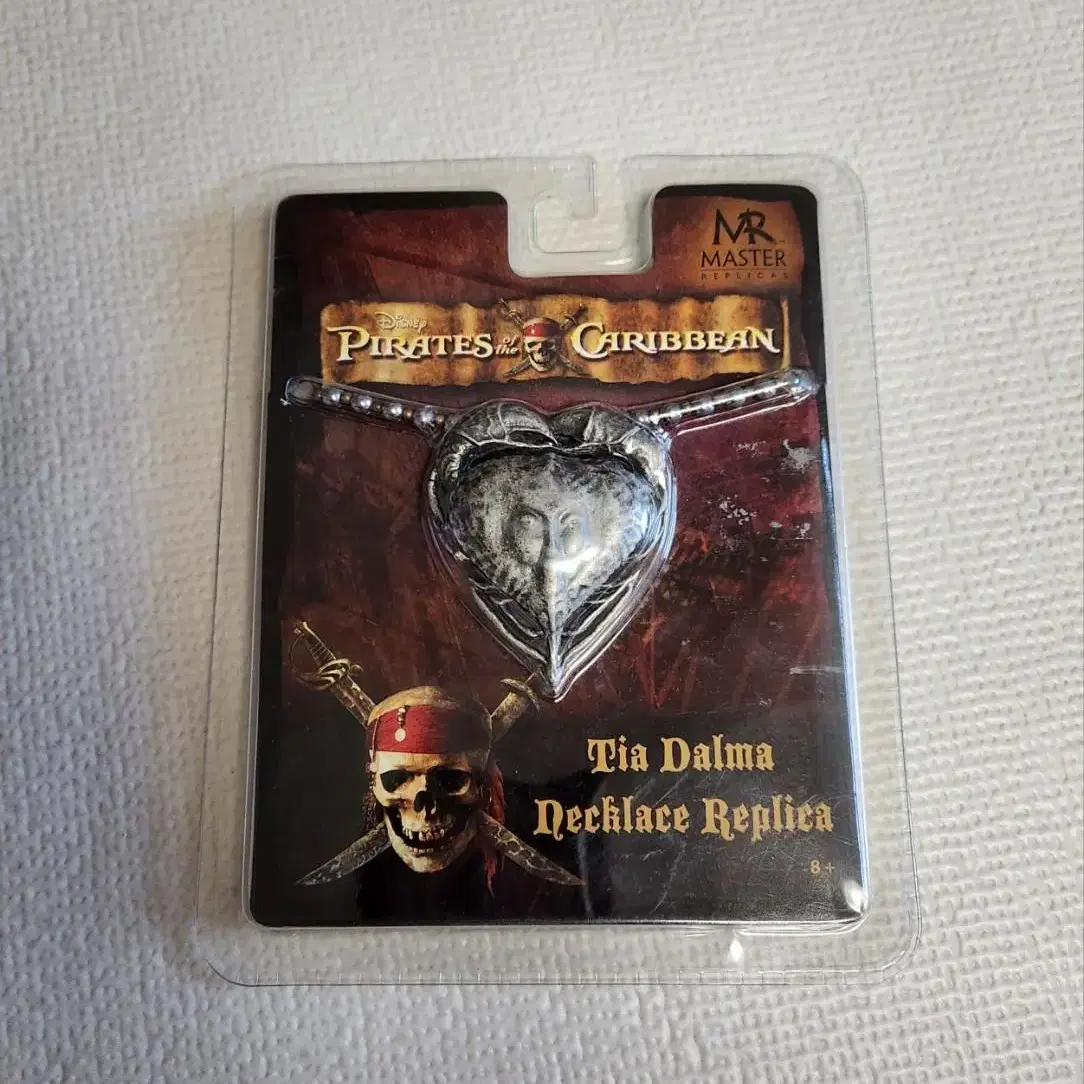 MR
MASTER
REPLICAS
Disney
PIRATES of the CARIBBEAN
Tia Dalma
Necklace Replica
8+